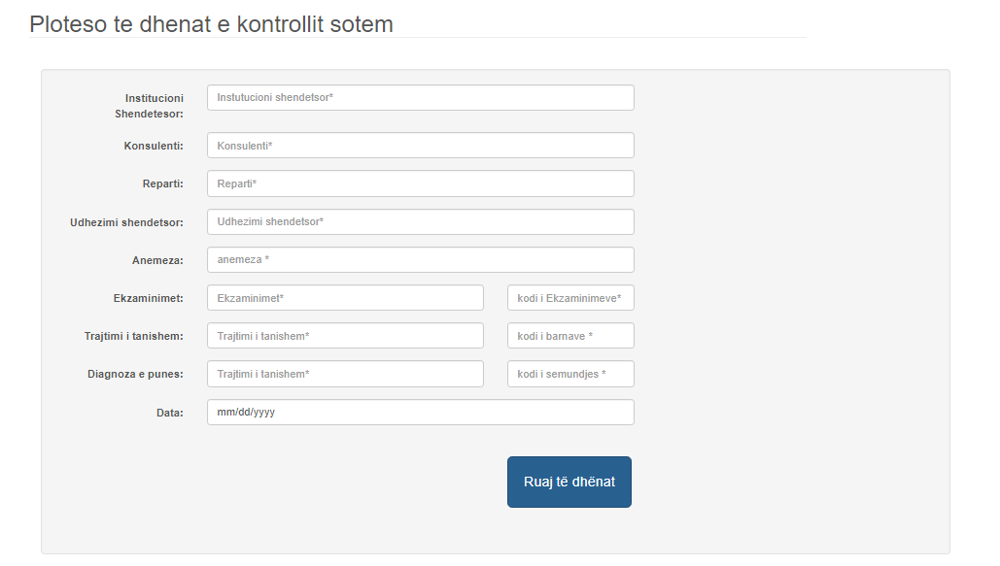 Ploteso te dhenat e kontrollit sotem
Institucioni
Shendetesor:
Instutucioni shendetsor*
Konsulenti:
Konsulenti*
Reparti:
Reparti*
Udhezimi shendetsor:
Udhezimi shendetsor*
Anemeza:
anemeza *
Ekzaminimet:
Ekzaminimet*
kodi i Ekzaminimeve*
Trajtimi i tanishem:
Trajtimi i tanishem*
kodi i barnave *
Diagnoza e punes:
Trajtimi i tanishem*
kodi i semundjes *
Data:
mm/dd/yyyy
Ruaj të dhënat